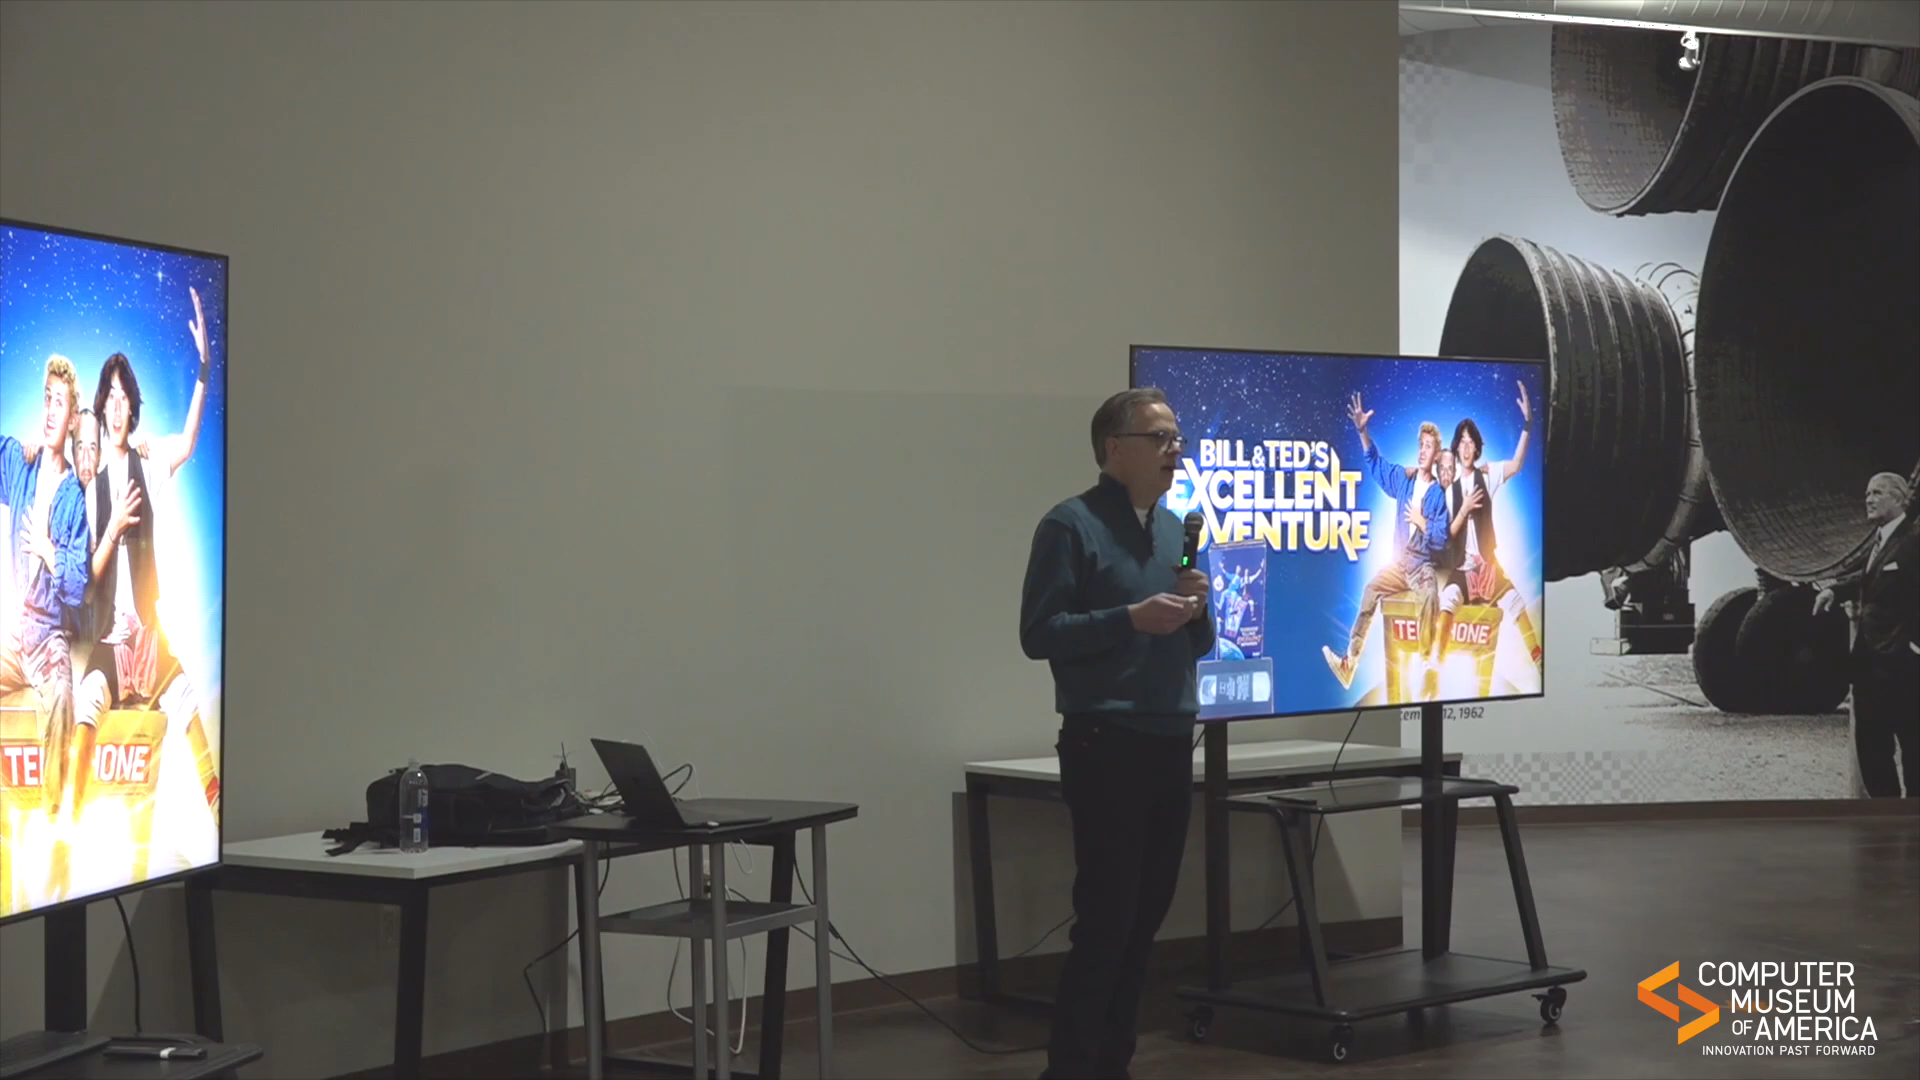 TE
HONE
BILL & TED'S
EXCELLENT
VENTURE
TE
HONE
12, 1962
COMPUTER
MUSEUM
OF AMERICA
INNOVATION PAST FORWARD